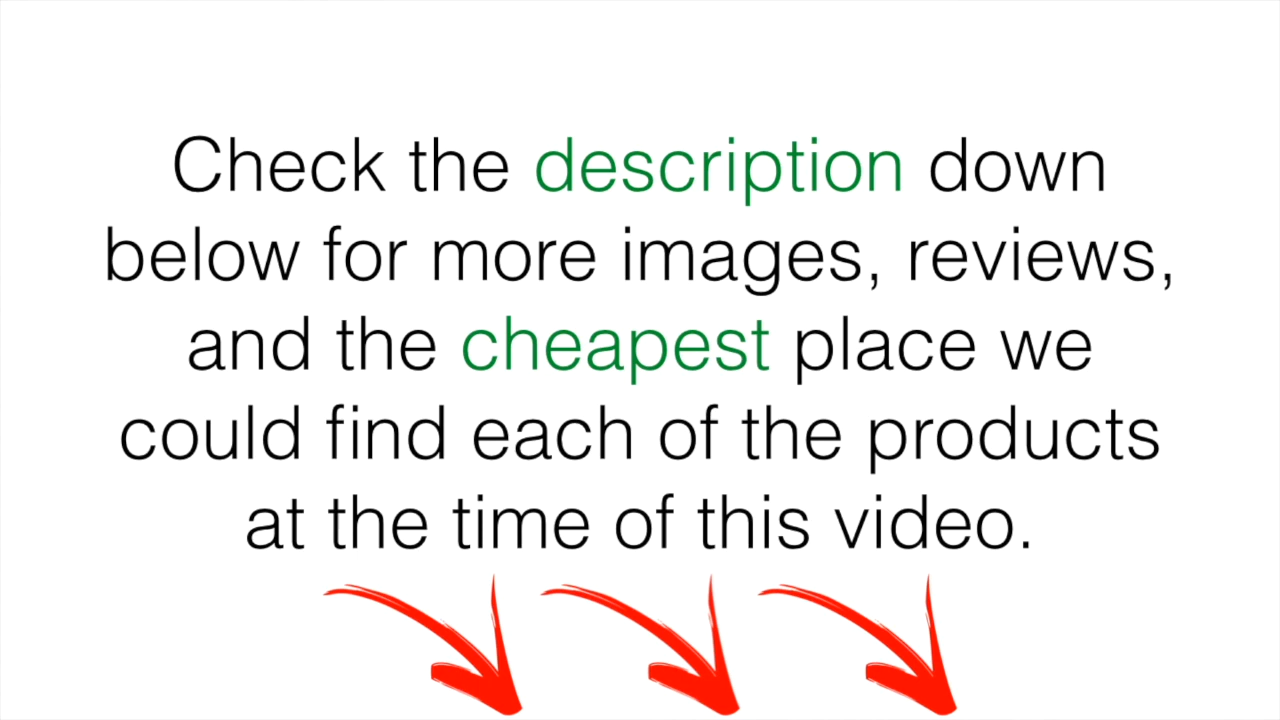 Check the description down
below for more images, reviews,
and the cheapest place we
could find each of the products
at the time of this video.